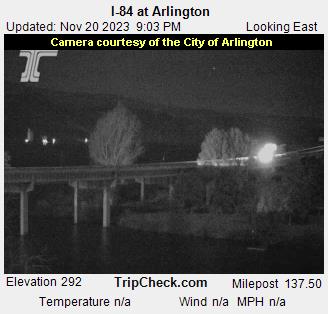 I-84 at Arlington
Updated: Nov 20 2023 9:03 PM Looking East
Camera courtesy of the City of Arlington
Elevation 292 TripCheck.com Milepost 137.50
Temperature n/a Wind n/a MPH n/a